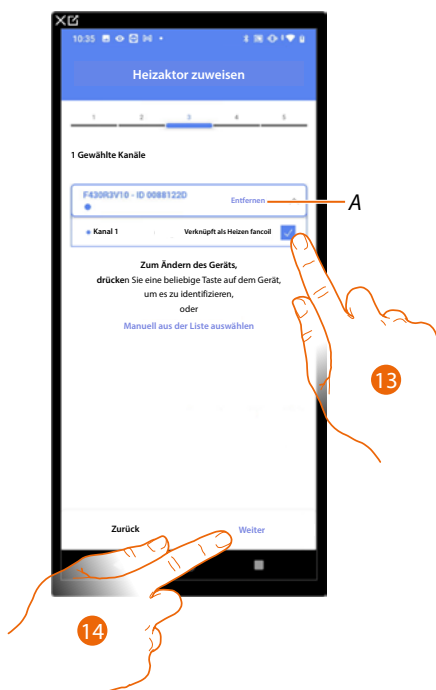 10:35
Heizaktor zuweisen
1 2 3 4 5
1 Gewählte Kanäle
F430R3V10 - ID 0088122D
Entfernen
A
Kanal 1
Verknüpft als Heizen fancoil
Zum Ändern des Geräts,
drücken Sie eine beliebige Taste auf dem Gerät,
um es zu identifizieren,
oder
Manuell aus der Liste auswählen
13
Zurück
Weiter
14